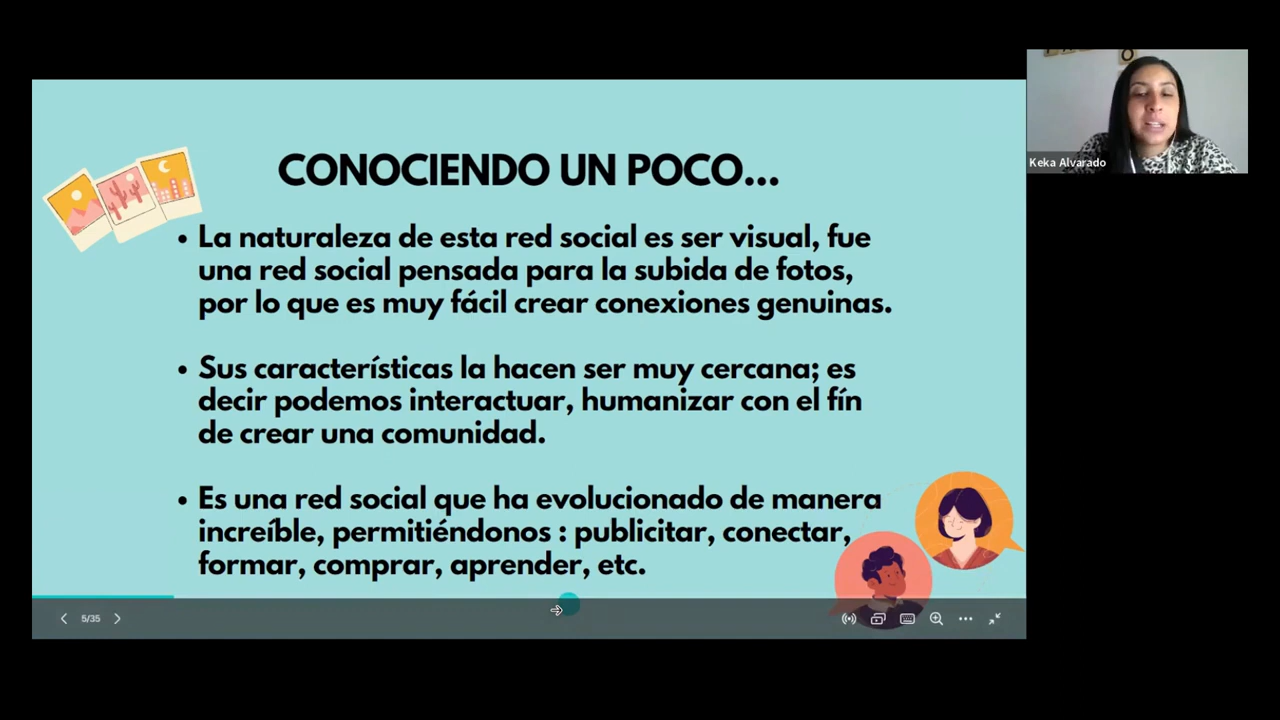 CONOCIENDO UN POCO...
• La naturaleza de esta red social es ser visual, fue
una red social pensada para la subida de fotos,
por lo que es muy fácil crear conexiones genuinas.
• Sus características la hacen ser muy cercana; es
decir podemos interactuar, humanizar con el fín
de crear una comunidad.
• Es una red social que ha evolucionado de manera
increíble, permitiéndonos : publicitar, conectar,
formar, comprar, aprender, etc.
5/35
Keka Alvarado